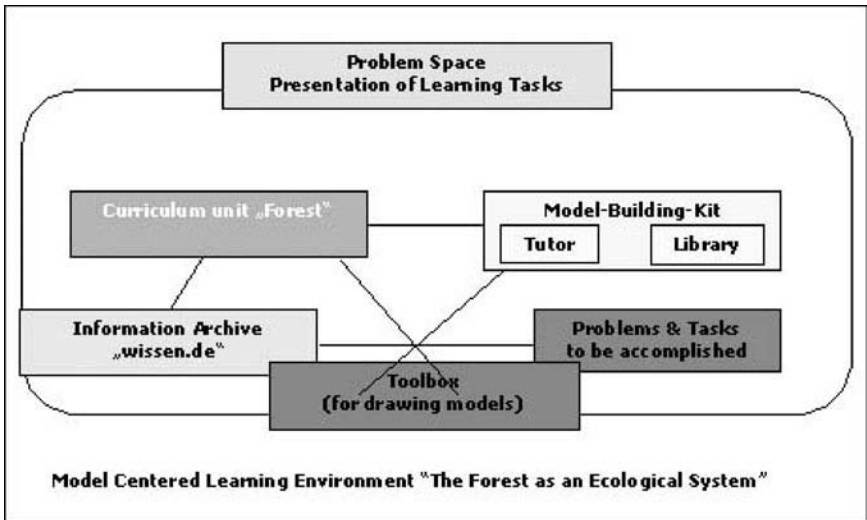 Problem Space
Presentation of Learning Tasks
Curriculum unit „Forest“
Model-Building-Kit
Tutor
Library
Information Archive
„wissen.de“
Problems & Tasks
to be accomplished
Toolbox
(for drawing models)
Model Centered Learning Environment “The Forest as an Ecological System”